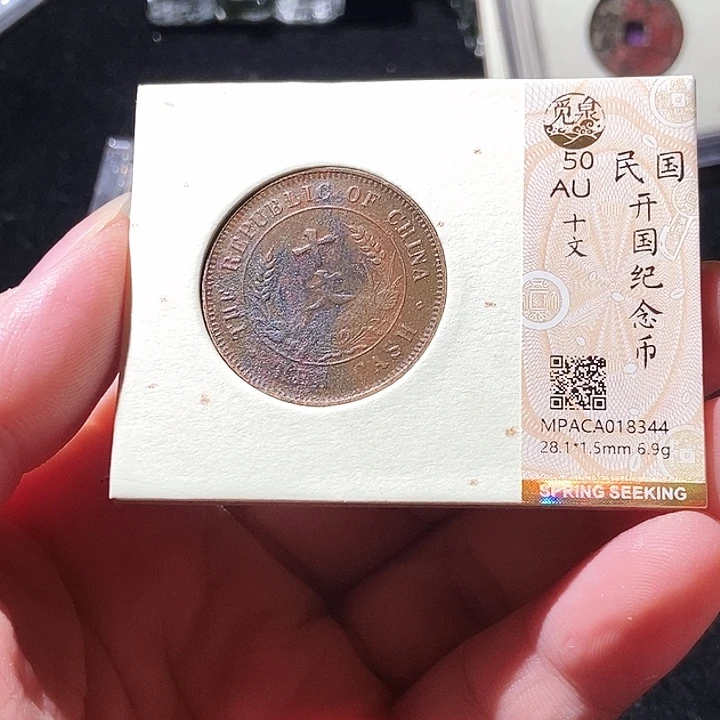 THE REPUBLIC OF CHINA
十文
觅泉
50
AU
十文
民国
开国纪念币
MPACA018344
28.1*1.5mm 6.9g
SPRING SEEKING